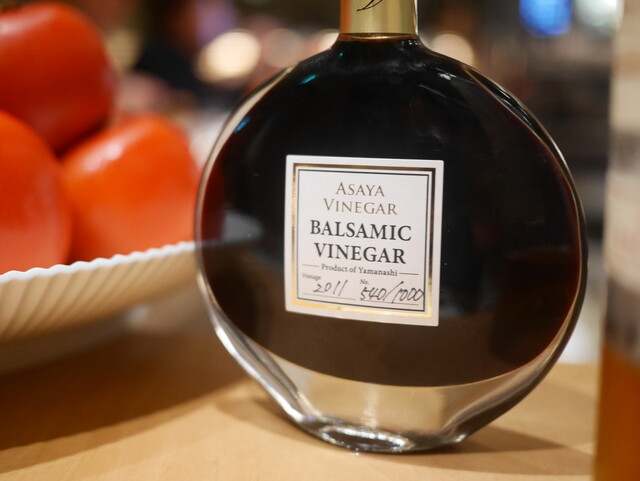 ASAYA
VINEGAR
BALSAMIC
VINEGAR
Product of Yamanashi
Vintage No.
2011 540/1000